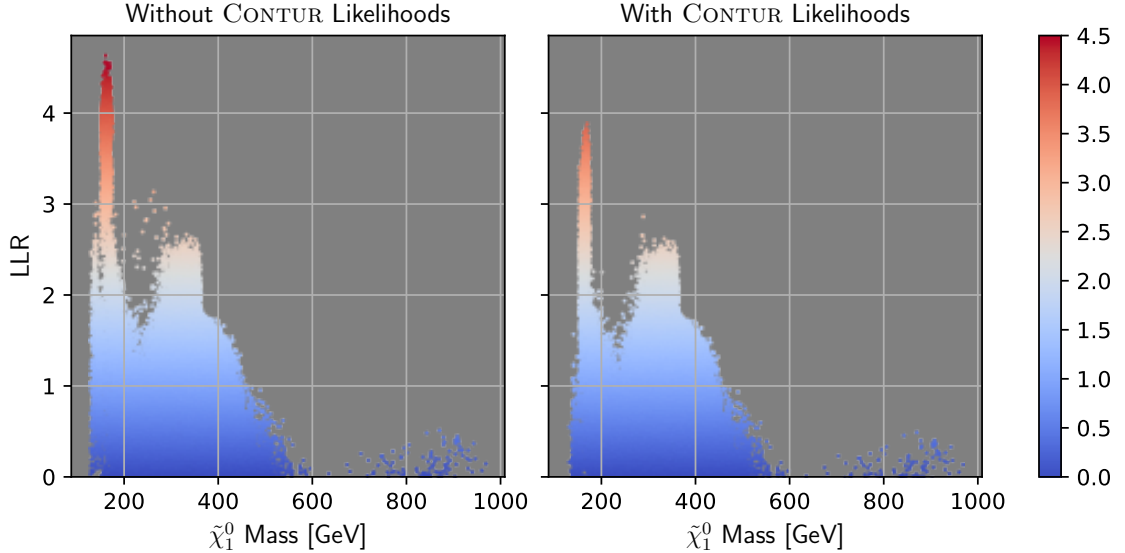 Without CONTUR Likelihoods
With CONTUR Likelihoods
LLR
4
3
2
1
0
200 400 600 800 1000
200 400 600 800 1000
χ̃⁰₁ Mass [GeV]
χ̃⁰₁ Mass [GeV]
4.5
4.0
3.5
3.0
2.5
2.0
1.5
1.0
0.5
0.0